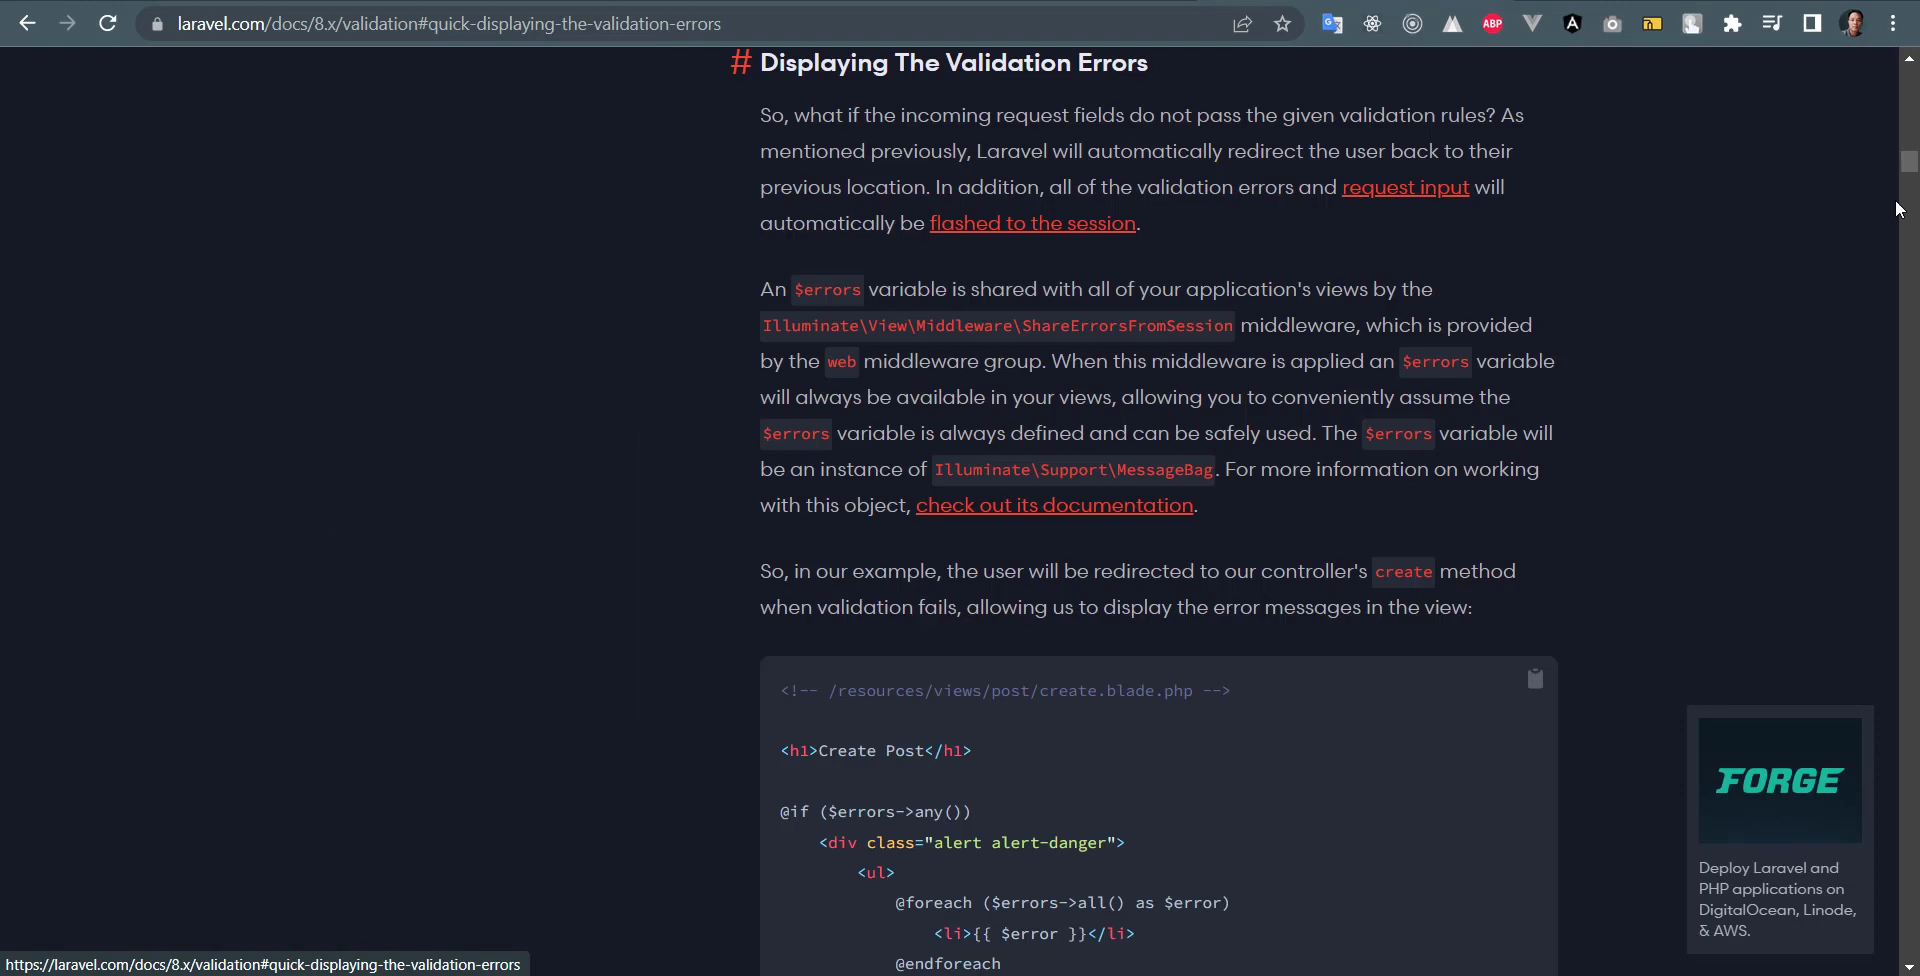 laravel.com/docs/8.x/validation#quick-displaying-the-validation-errors
ABP
# Displaying The Validation Errors
So, what if the incoming request fields do not pass the given validation rules? As
mentioned previously, Laravel will automatically redirect the user back to their
previous location. In addition, all of the validation errors and request input will
automatically be flashed to the session.
An $errors variable is shared with all of your application's views by the
Illuminate\View\Middleware\ShareErrorsFromSession middleware, which is provided
by the web middleware group. When this middleware is applied an $errors variable
will always be available in your views, allowing you to conveniently assume the
$errors variable is always defined and can be safely used. The $errors variable will
be an instance of Illuminate\Support\MessageBag. For more information on working
with this object, check out its documentation.
So, in our example, the user will be redirected to our controller's create method
when validation fails, allowing us to display the error messages in the view:
<!-- /resources/views/post/create.blade.php -->
<h1>Create Post</h1>
@if ($errors->any())
<div class="alert alert-danger">
<ul>
@foreach ($errors->all() as $error)
<li>{{ $error }}</li>
@endforeach
FORGE
Deploy Laravel and
PHP applications on
DigitalOcean, Linode,
& AWS.
https://laravel.com/docs/8.x/validation#quick-displaying-the-validation-errors